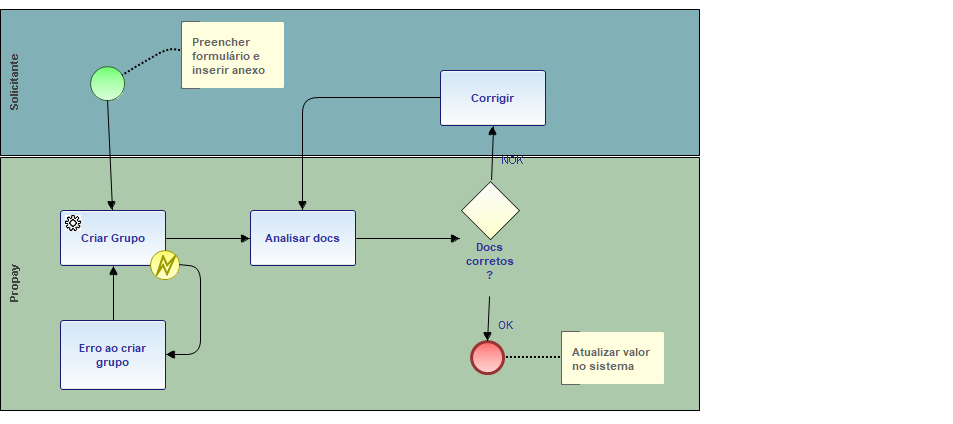 Solicitante
Preencher
formulário e
inserir anexo
Corrigir
NOK
Propay
Criar Grupo
Analisar docs
Docs
corretos
?
OK
Erro ao criar
grupo
Atualizar valor
no sistema